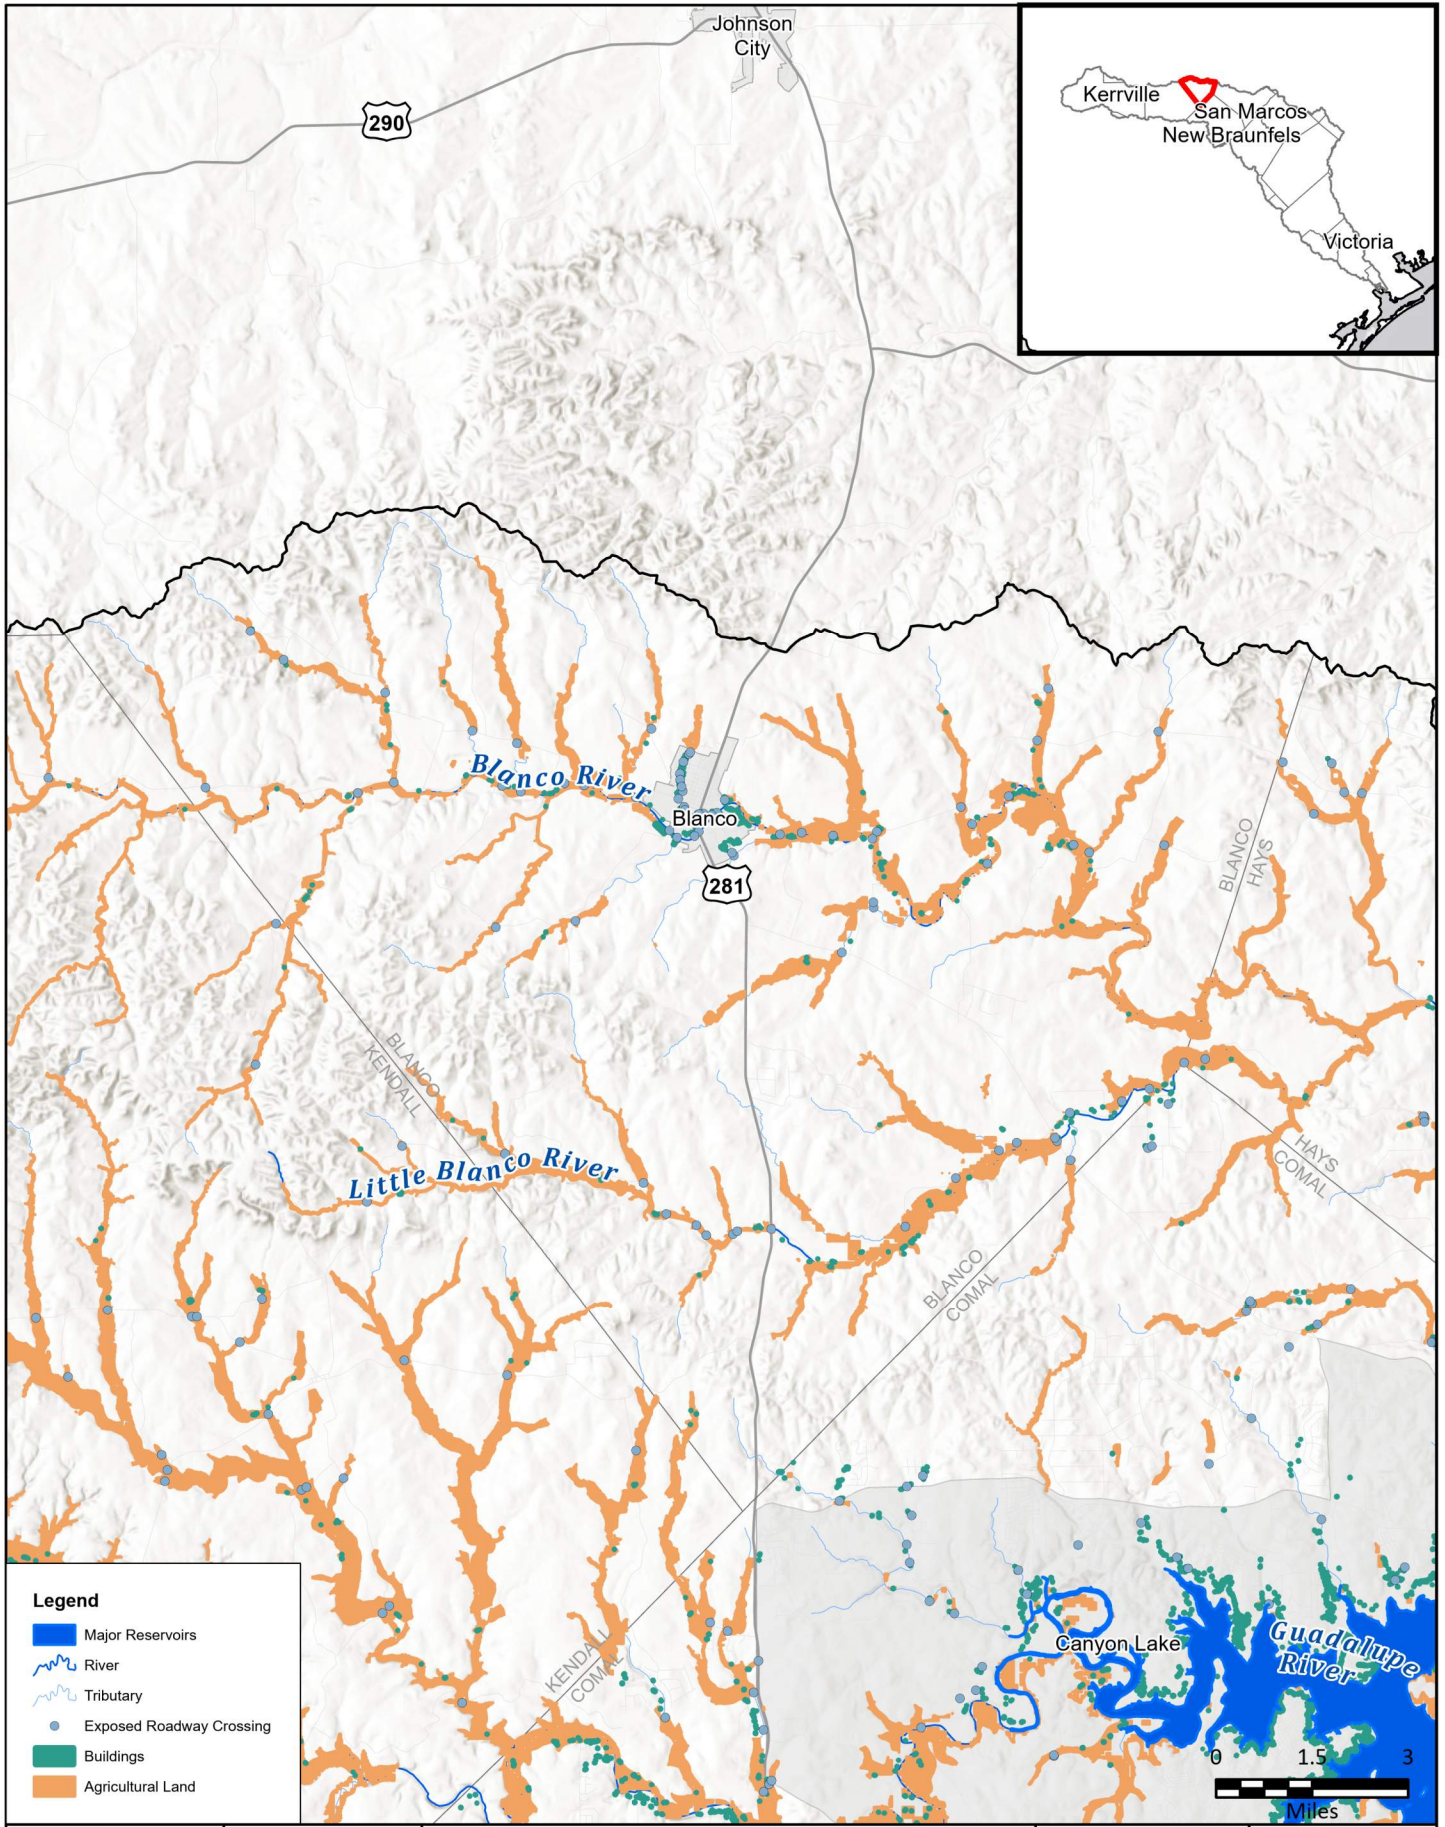 Johnson
City
290
Kerrville
San Marcos
New Braunfels
Victoria
Blanco River
Blanco
281
BLANCO
HAYS
BLANCO
KENDALL
Little Blanco River
HAYS
COMAL
BLANCO
COMAL
KENDALL
COMAL
Canyon Lake
Guadalupe
River
Legend
Major Reservoirs
River
Tributary
Exposed Roadway Crossing
Buildings
Agricultural Land
0 1.5 3
Miles